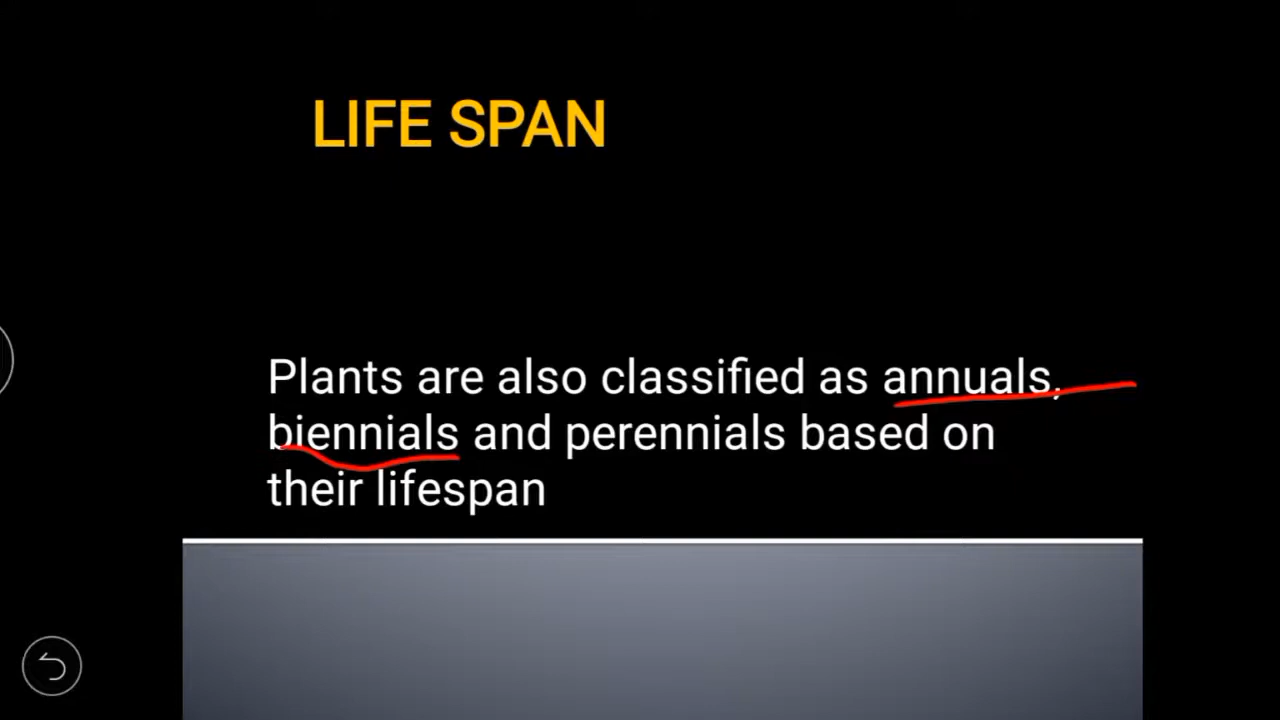 LIFE SPAN
Plants are also classified as annuals,
biennials and perennials based on
their lifespan